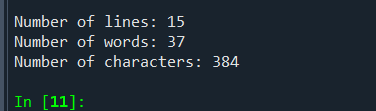 Number of lines: 15
Number of words: 37
Number of characters: 384
In [11]: